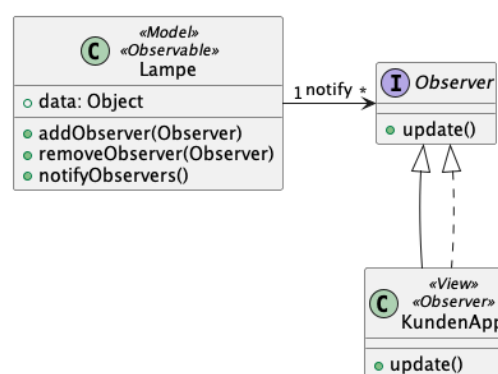 C
«Model»
«Observable»
Lampe
data: Object
addObserver(Observer)
removeObserver(Observer)
notifyObservers()
1 notify *
I Observer
update()
C
«View»
«Observer»
KundenApp
update()